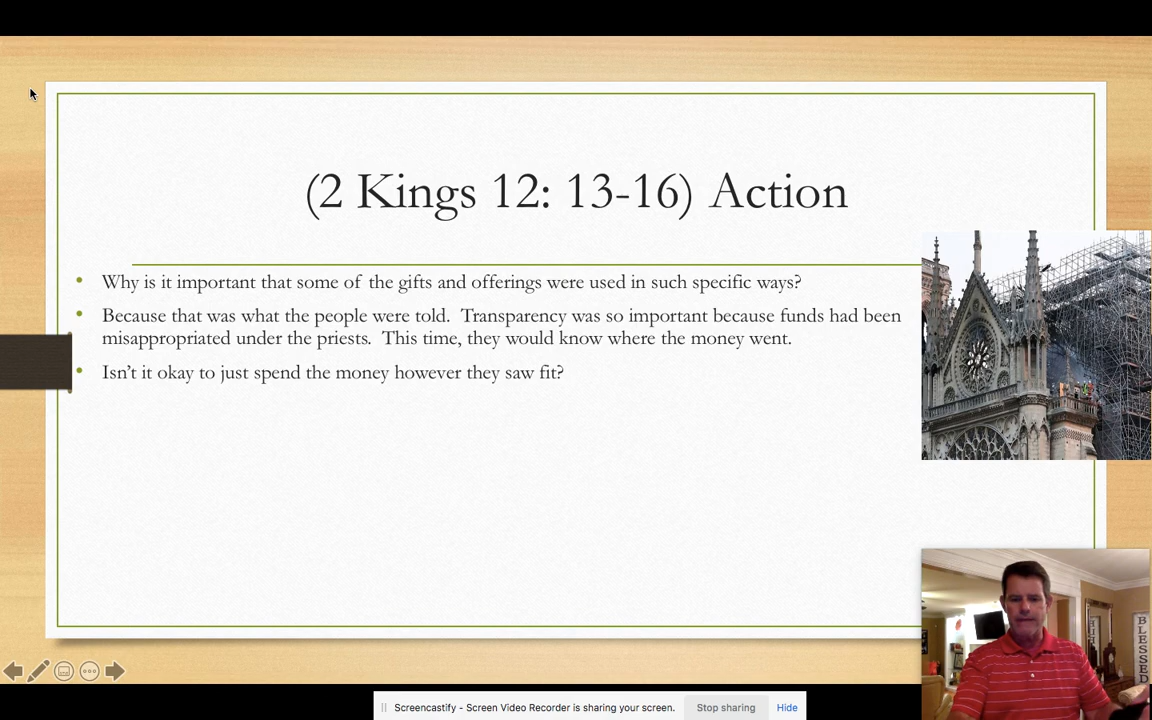 (2 Kings 12: 13-16) Action
Why is it important that some of the gifts and offerings were used in such specific ways?
Because that was what the people were told. Transparency was so important because funds had been
misappropriated under the priests. This time, they would know where the money went.
Isn’t it okay to just spend the money however they saw fit?
BLESSED
Screencastify - Screen Video Recorder is sharing your screen.
Stop sharing
Hide